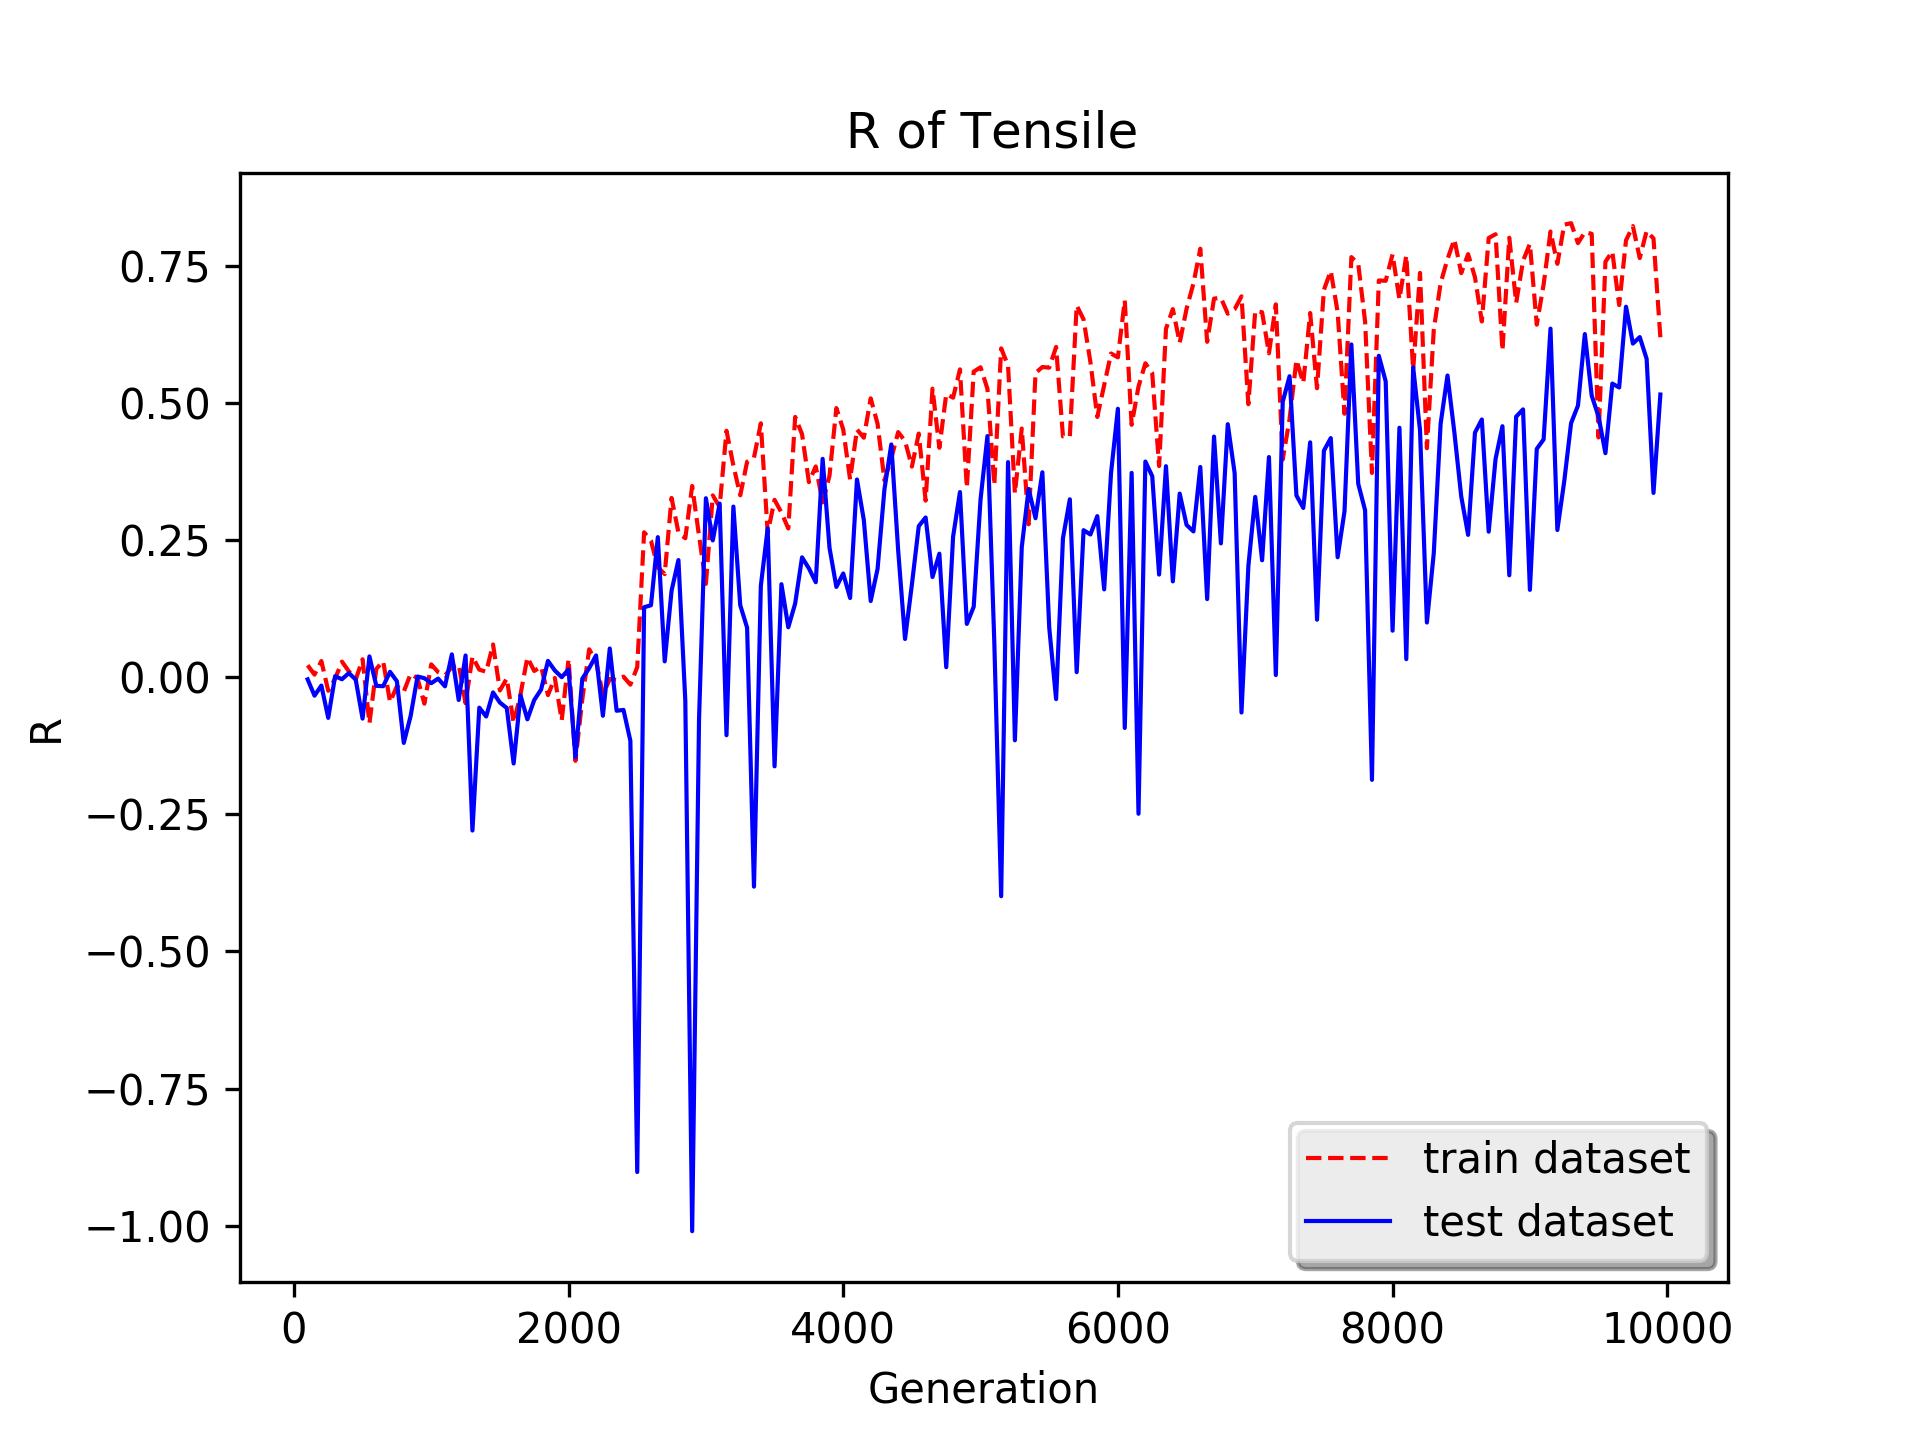 R of Tensile
R
0.75
0.50
0.25
0.00
−0.25
−0.50
−0.75
−1.00
train dataset
test dataset
0 2000 4000 6000 8000 10000
Generation